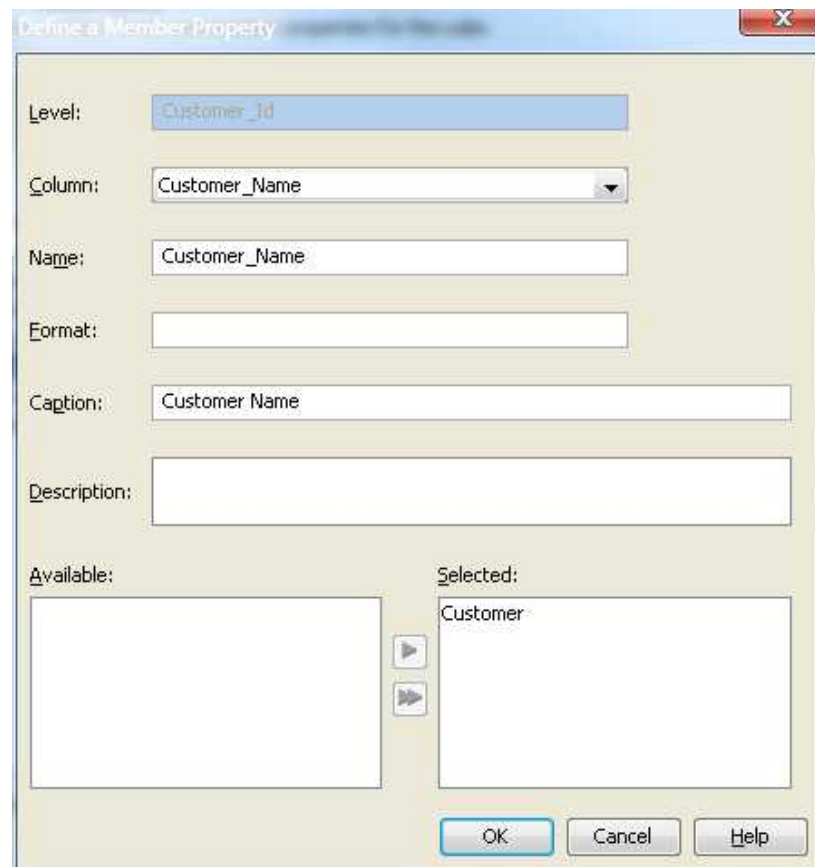 Define a Member Property
Level: Customer_Id
Column: Customer_Name
Name: Customer_Name
Format:
Caption: Customer Name
Description:
Available: Selected:
Customer
OK Cancel Help